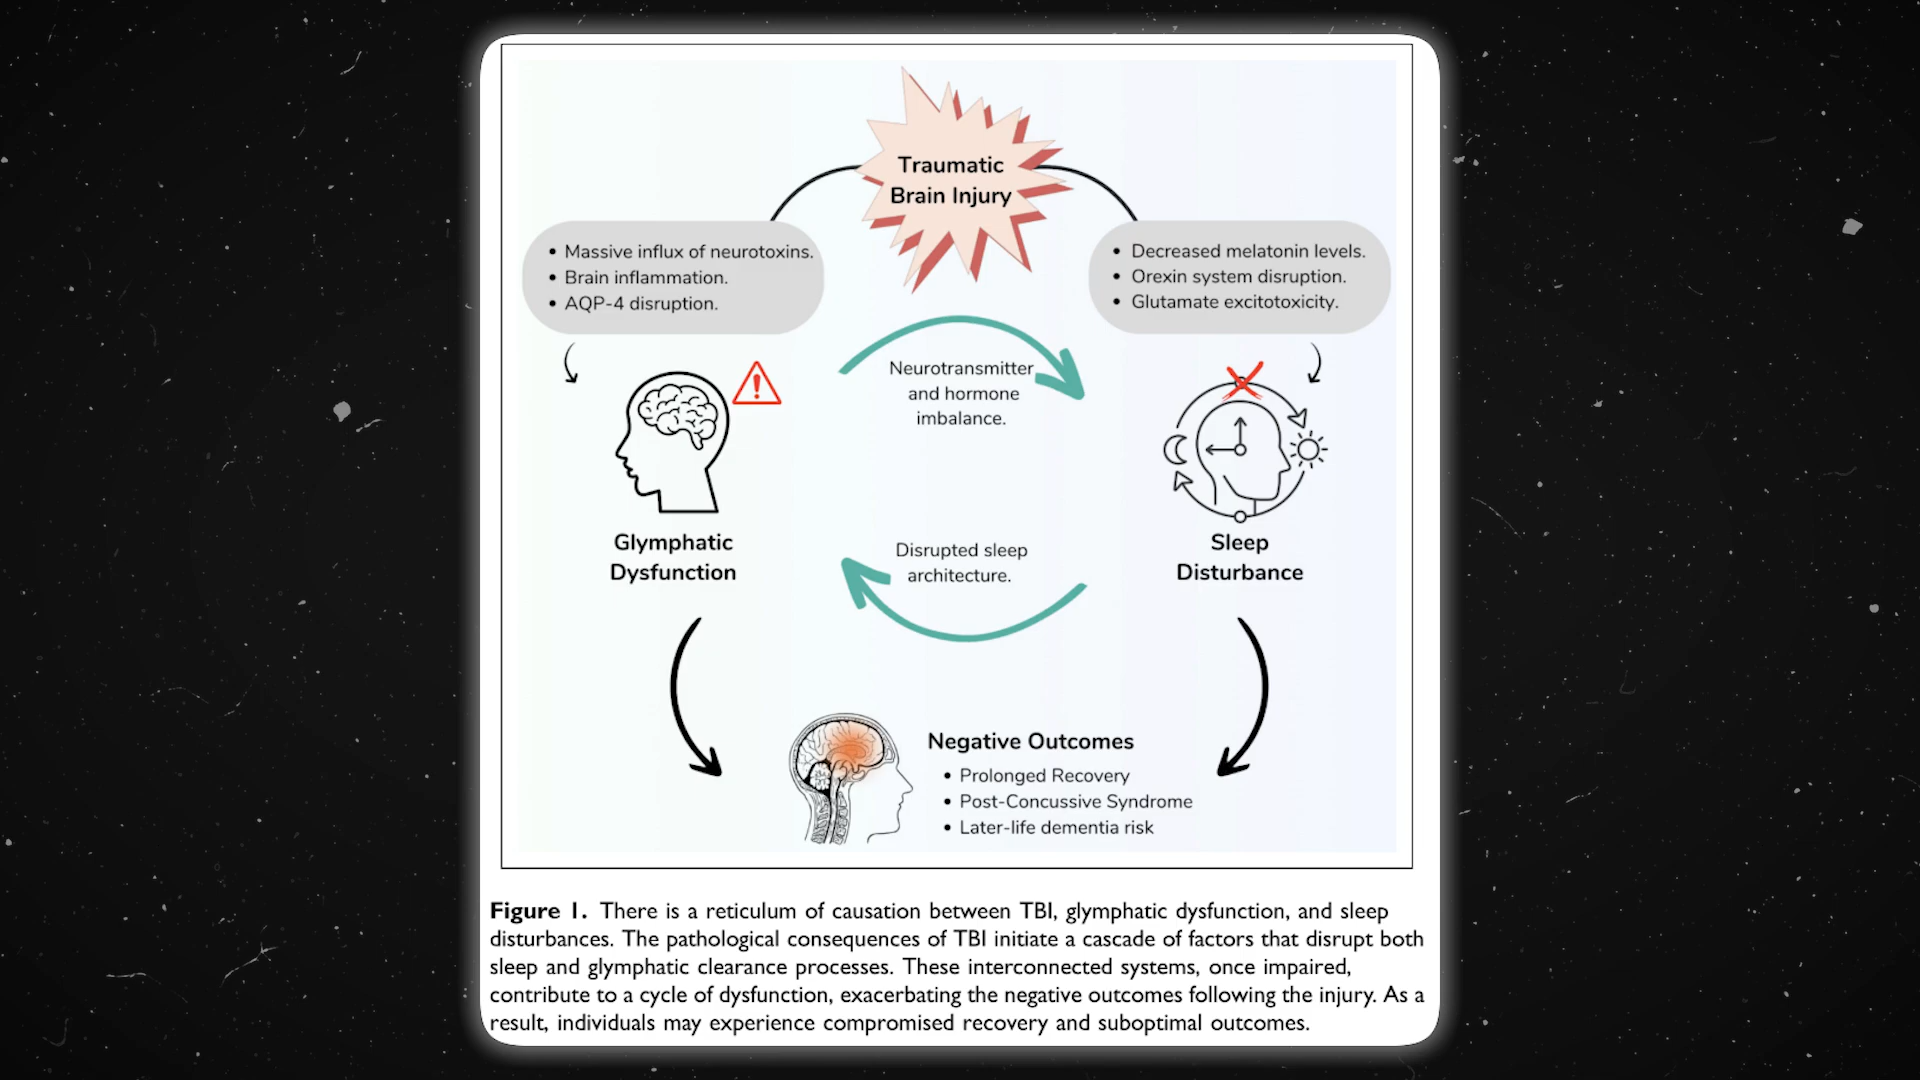 Traumatic
Brain Injury
• Massive influx of neurotoxins.
• Brain inflammation.
• AQP-4 disruption.
• Decreased melatonin levels.
• Orexin system disruption.
• Glutamate excitotoxicity.
Neurotransmitter
and hormone
imbalance.
Glymphatic
Dysfunction
Disrupted sleep
architecture.
Sleep
Disturbance
Negative Outcomes
• Prolonged Recovery
• Post-Concussive Syndrome
• Later-life dementia risk
Figure 1. There is a reticulum of causation between TBI, glymphatic dysfunction, and sleep
disturbances. The pathological consequences of TBI initiate a cascade of factors that disrupt both
sleep and glymphatic clearance processes. These interconnected systems, once impaired,
contribute to a cycle of dysfunction, exacerbating the negative outcomes following the injury. As a
result, individuals may experience compromised recovery and suboptimal outcomes.